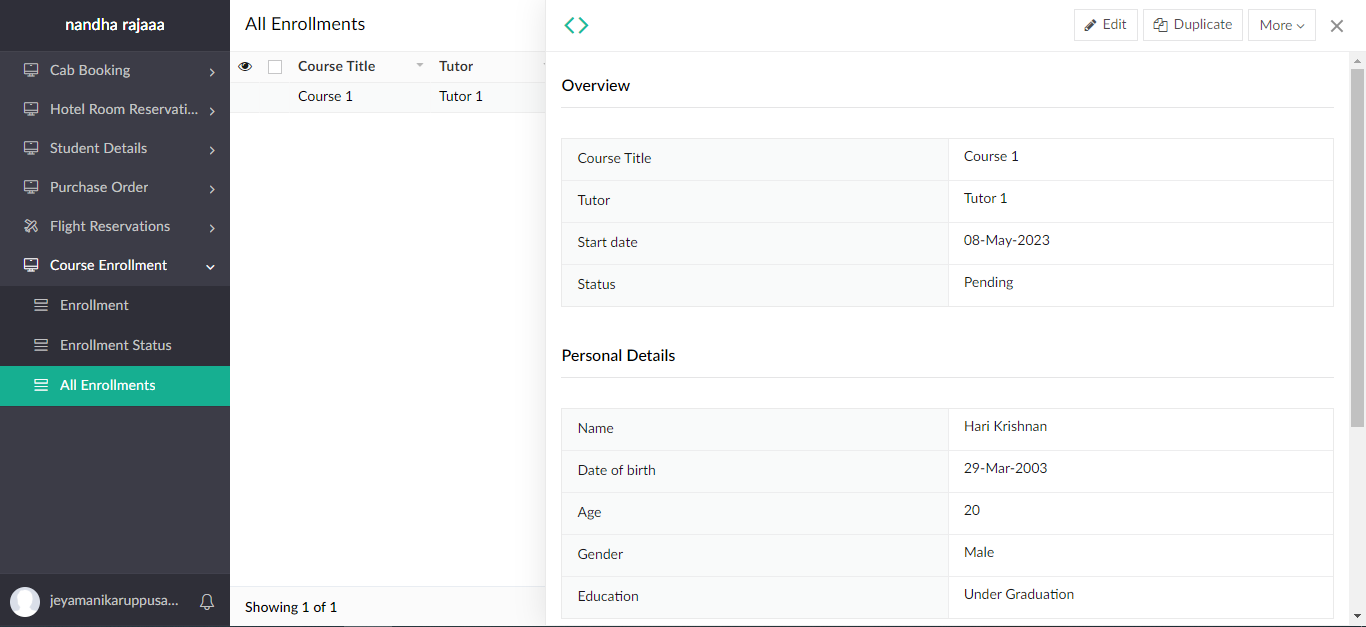 nandha rajaaa
Cab Booking
Hotel Room Reservati...
Student Details
Purchase Order
Flight Reservations
Course Enrollment
Enrollment
Enrollment Status
All Enrollments
jeyamanikaruppusa...
All Enrollments
Course Title Tutor
Course 1 Tutor 1
Showing 1 of 1
Edit Duplicate More
Overview
Course Title Course 1
Tutor Tutor 1
Start date 08-May-2023
Status Pending
Personal Details
Name Hari Krishnan
Date of birth 29-Mar-2003
Age 20
Gender Male
Education Under Graduation